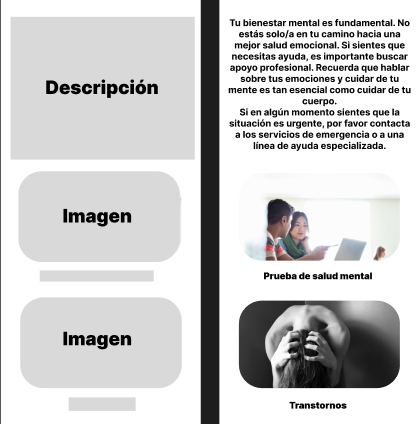 Descripción
Imagen
Imagen
Tu bienestar mental es fundamental. No
estás solo/a en tu camino hacia una
mejor salud emocional. Si sientes que
necesitas ayuda, es importante buscar
apoyo profesional. Recuerda que hablar
sobre tus emociones y cuidar de tu
mente es tan esencial como cuidar de tu
cuerpo.
Si en algún momento sientes que la
situación es urgente, por favor contacta
a los servicios de emergencia o a una
línea de ayuda especializada.
Prueba de salud mental
Transtornos